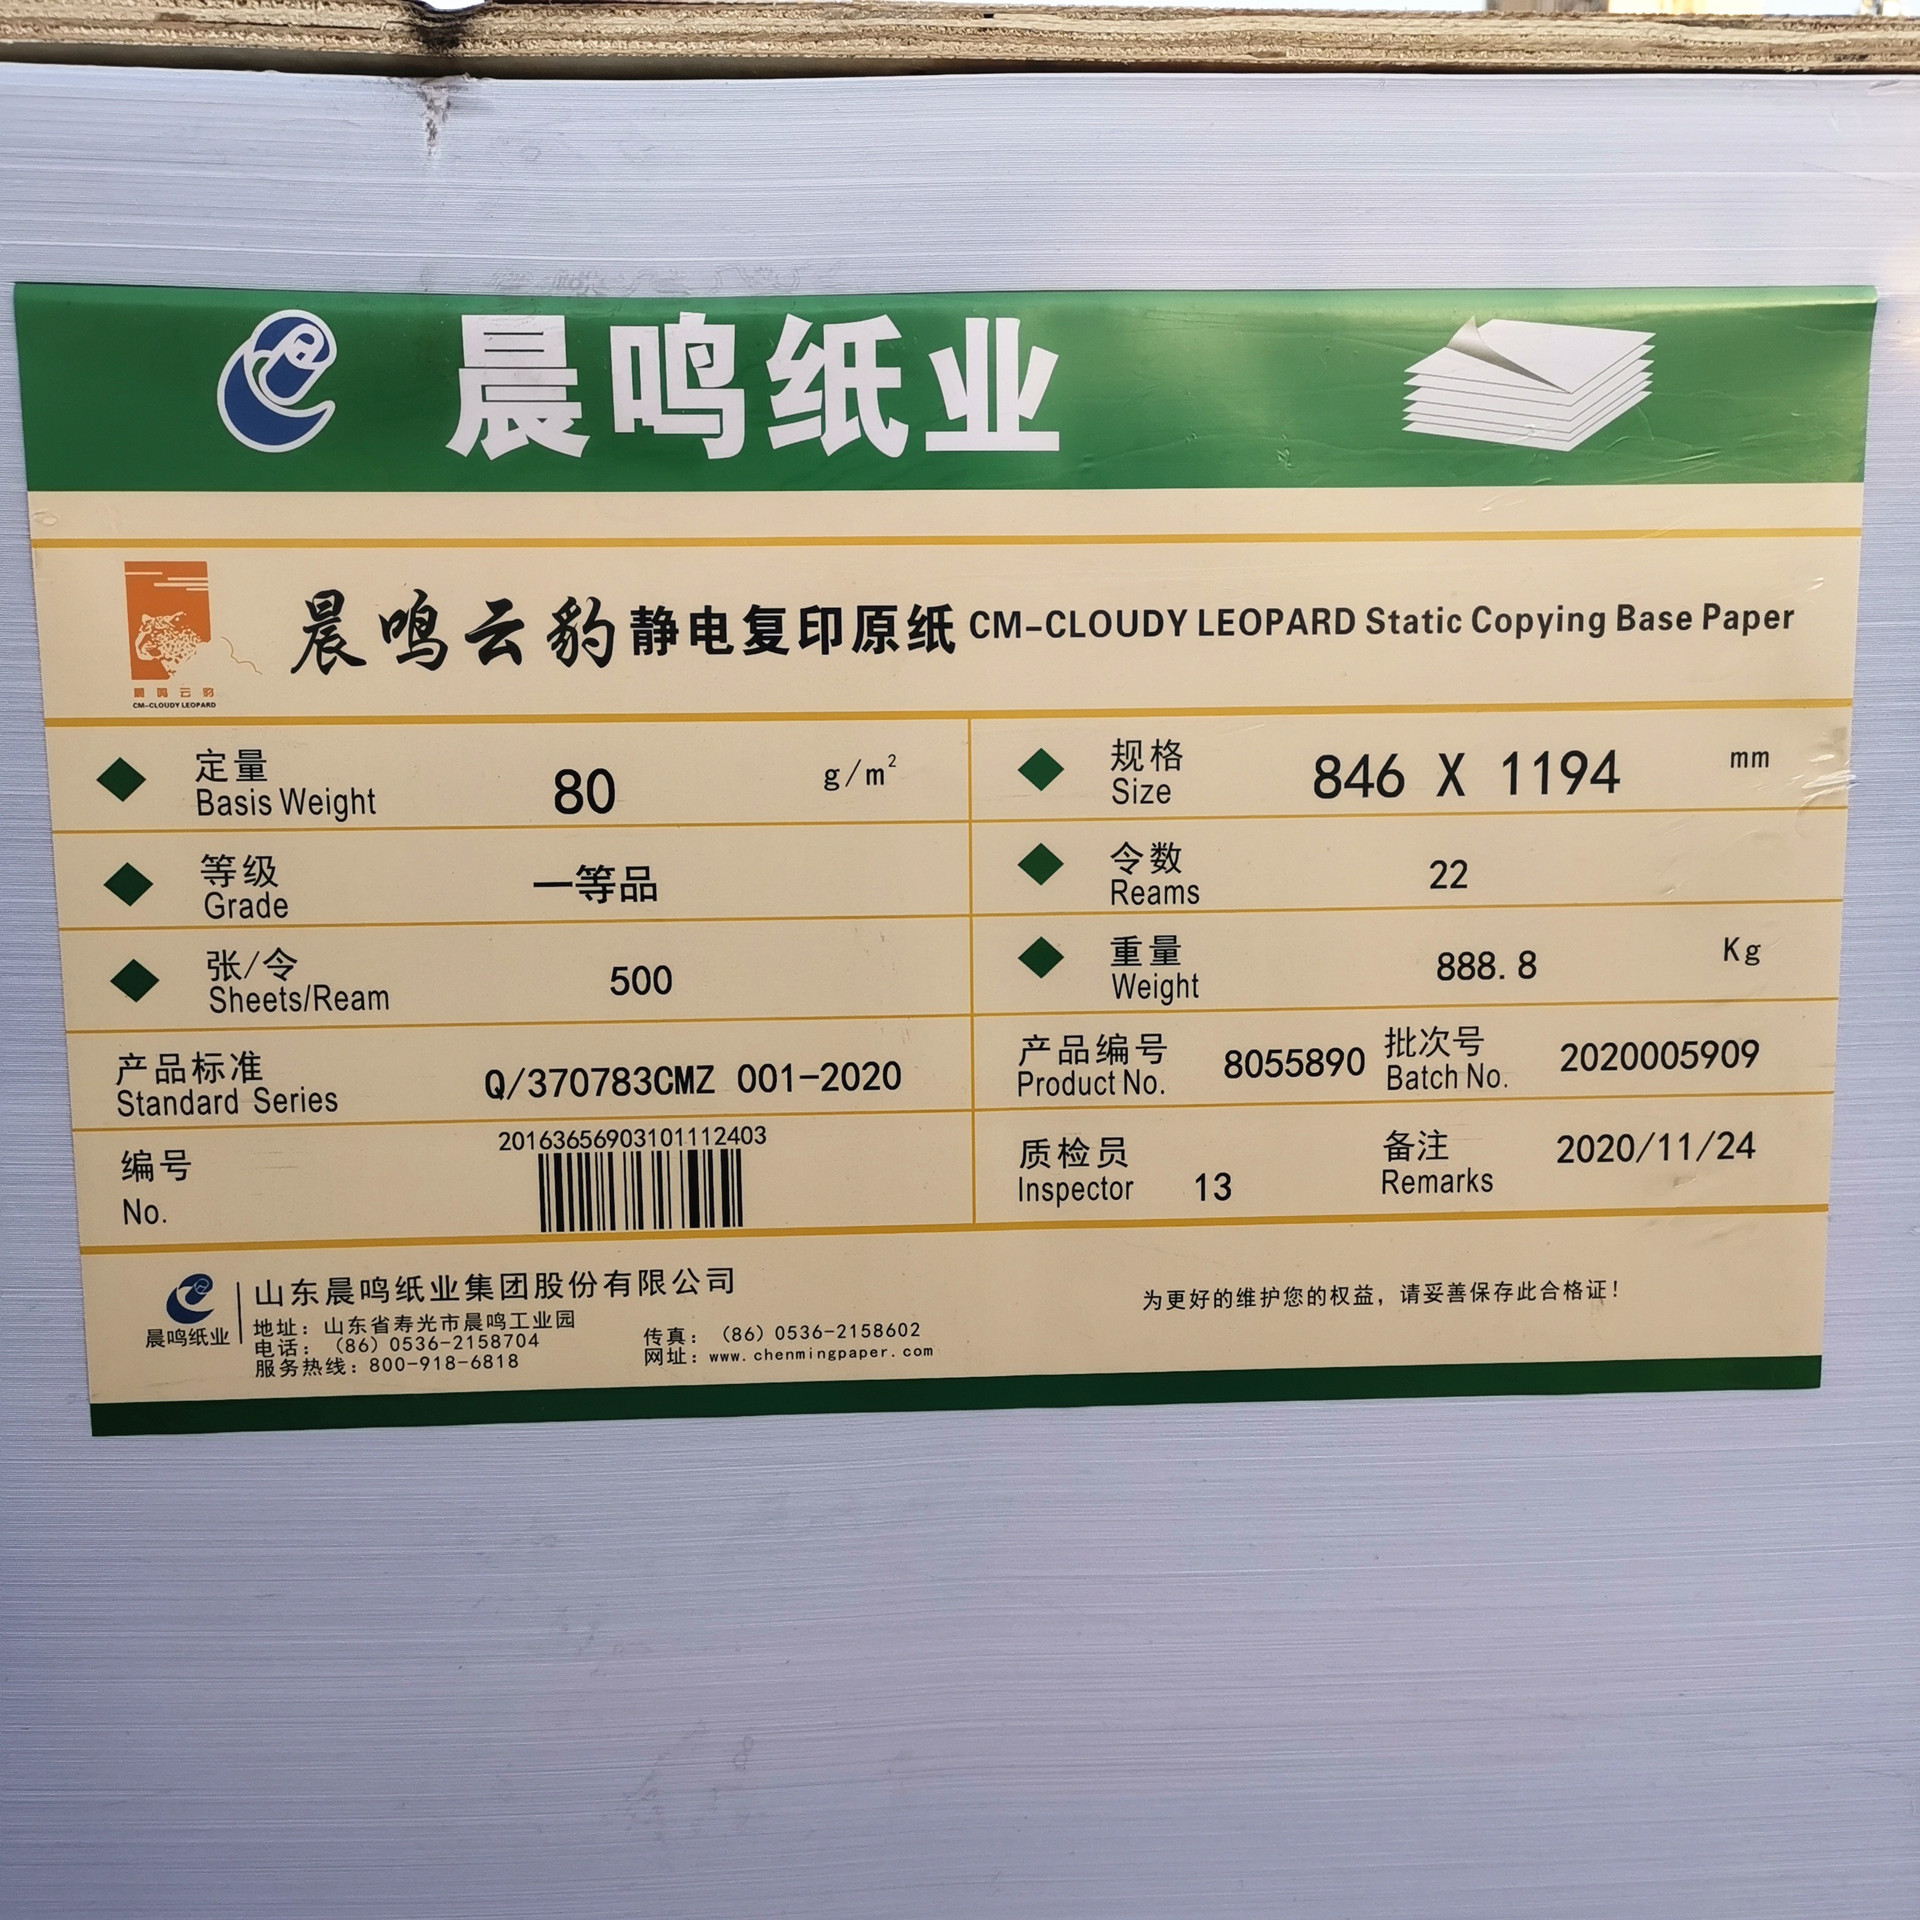 晨鸣纸业
晨鸣云豹静电复印原纸 CM-CLOUDY LEOPARD Static Copying Base Paper
晨鸣云豹
CM-CLOUDY LEOPARD
定量 80 g/m²
Basis Weight
规格 846 X 1194 mm
Size
等级 一等品
Grade
令数 22
Reams
张/令 500
Sheets/Ream
重量 888.8 Kg
Weight
产品标准 Q/370783CMZ 001-2020
Standard Series
产品编号 8055890 批次号 2020005909
Product No. Batch No.
编号 20163656903101112403
No.
质检员 13 备注 2020/11/24
Inspector Remarks
晨鸣纸业
山东晨鸣纸业集团股份有限公司
地址：山东省寿光市晨鸣工业园
电话：（86）0536-2158704 传真：（86）0536-2158602
服务热线：800-918-6818 网址：www.chenmingpaper.com
为更好的维护您的权益，请妥善保存此合格证！